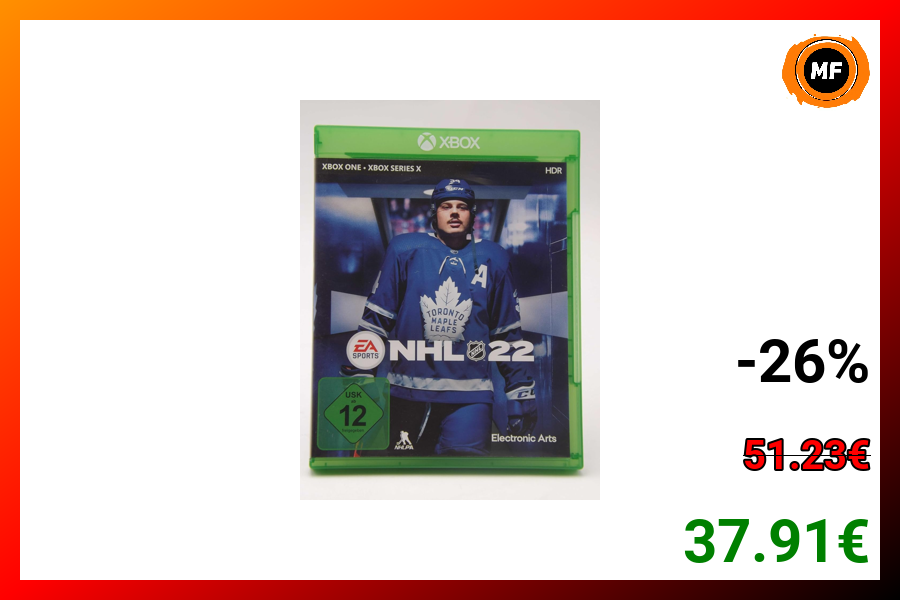 MF
XBOX
XBOX ONE • XBOX SERIES X
HDR
A
TORONTO
MAPLE
LEAFS
EA
SPORTS
NHL 22
USK
ab
12
NHLPA
Electronic Arts
-26%
51.23€
37.91€